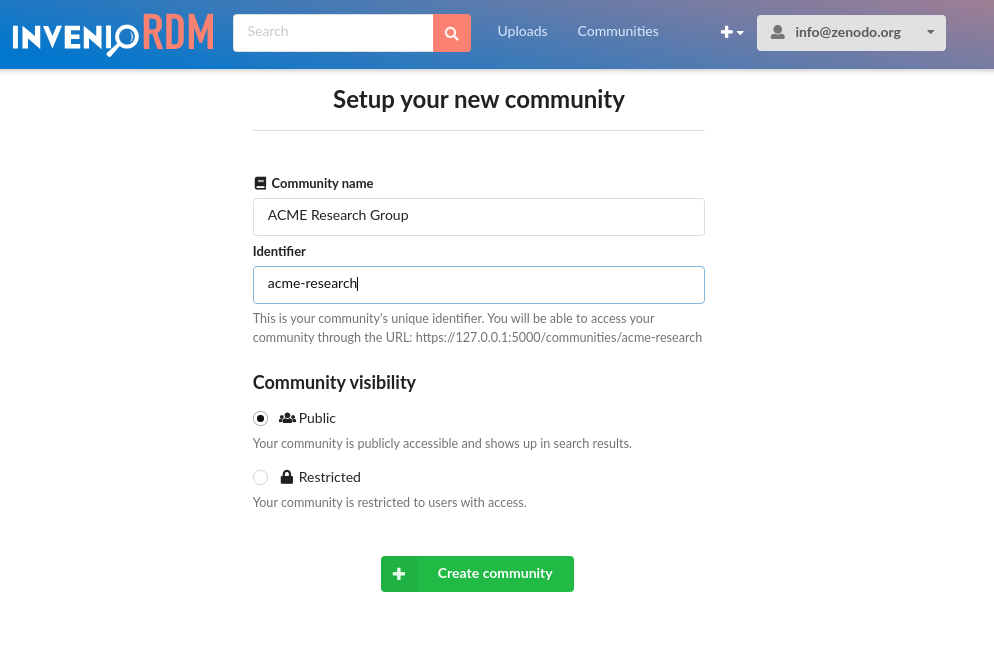 INVENIO RDM Search Uploads Communities info@zenodo.org
Setup your new community
Community name
ACME Research Group
Identifier
acme-research
This is your community's unique identifier. You will be able to access your
community through the URL: https://127.0.0.1:5000/communities/acme-research
Community visibility
Public
Your community is publicly accessible and shows up in search results.
Restricted
Your community is restricted to users with access.
Create community